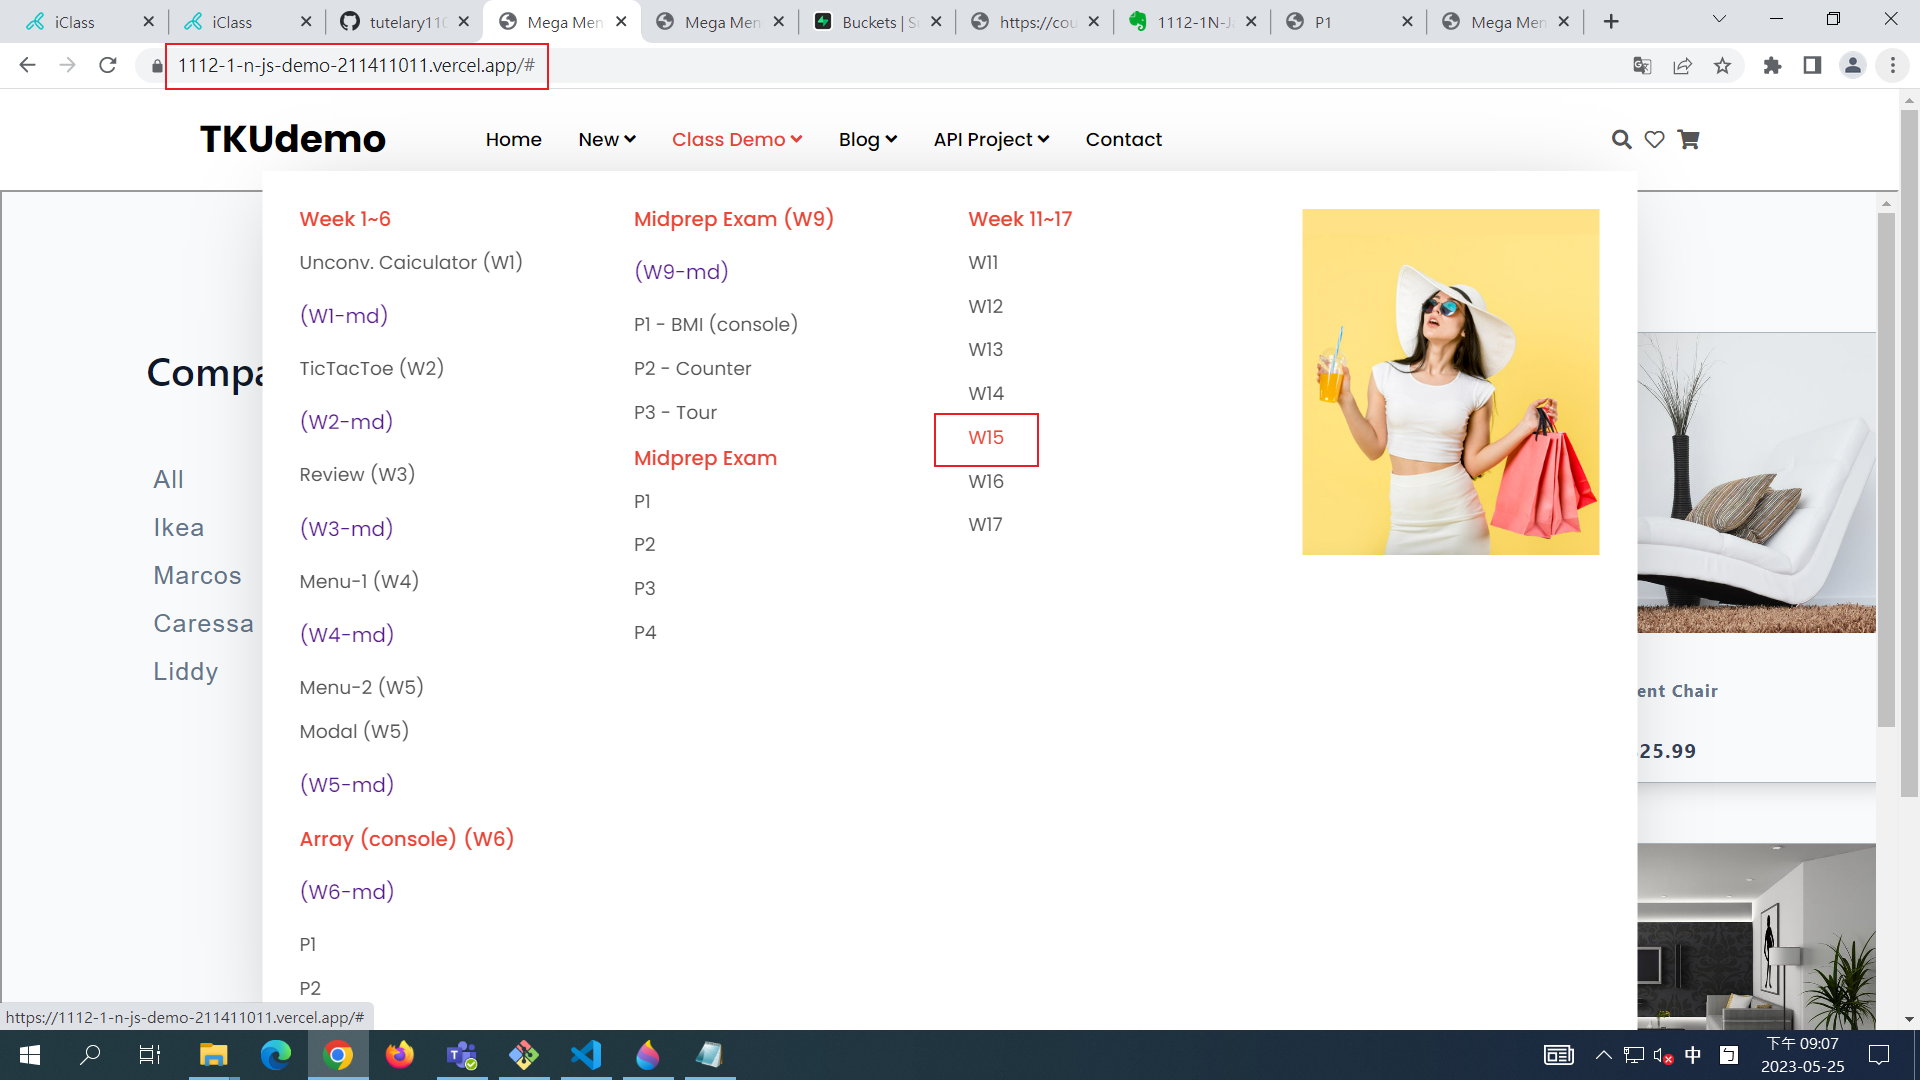 iClass
iClass
tutelary110
Mega Men
Mega Men
Buckets | Su
https://cou
1112-1N-Ja
P1
Mega Men
1112-1-n-js-demo-211411011.vercel.app/#
TKUdemo
Home
New
Class Demo
Blog
API Project
Contact
Week 1~6
Unconv. Caiculator (W1)
(W1-md)
TicTacToe (W2)
(W2-md)
Review (W3)
(W3-md)
Menu-1 (W4)
(W4-md)
Menu-2 (W5)
Modal (W5)
(W5-md)
Array (console) (W6)
(W6-md)
P1
P2
Midprep Exam (W9)
(W9-md)
P1 - BMI (console)
P2 - Counter
P3 - Tour
Midprep Exam
P1
P2
P3
P4
Week 11~17
W11
W12
W13
W14
W15
W16
W17
Compa
All
Ikea
Marcos
Caressa
Liddy
ent Chair
25.99
https://1112-1-n-js-demo-211411011.vercel.app/#
中
ㄅ
下午 09:07
2023-05-25